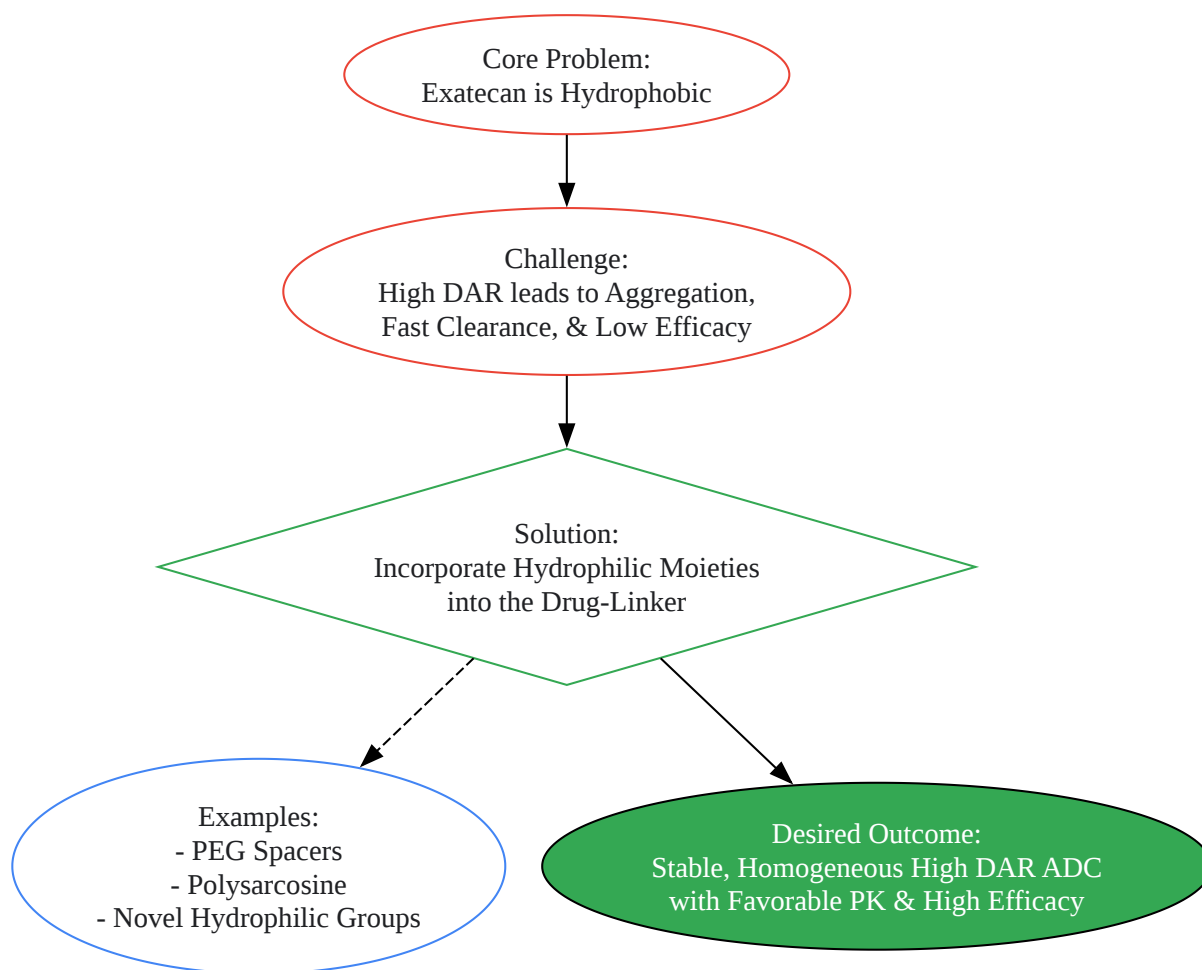 Core Problem:
Exatecan is Hydrophobic
Challenge:
High DAR leads to Aggregation,
Fast Clearance, & Low Efficacy
Solution:
Incorporate Hydrophilic Moieties
into the Drug-Linker
Examples:
- PEG Spacers
- Polysarcosine
- Novel Hydrophilic Groups
Desired Outcome:
Stable, Homogeneous High DAR ADC
with Favorable PK & High Efficacy